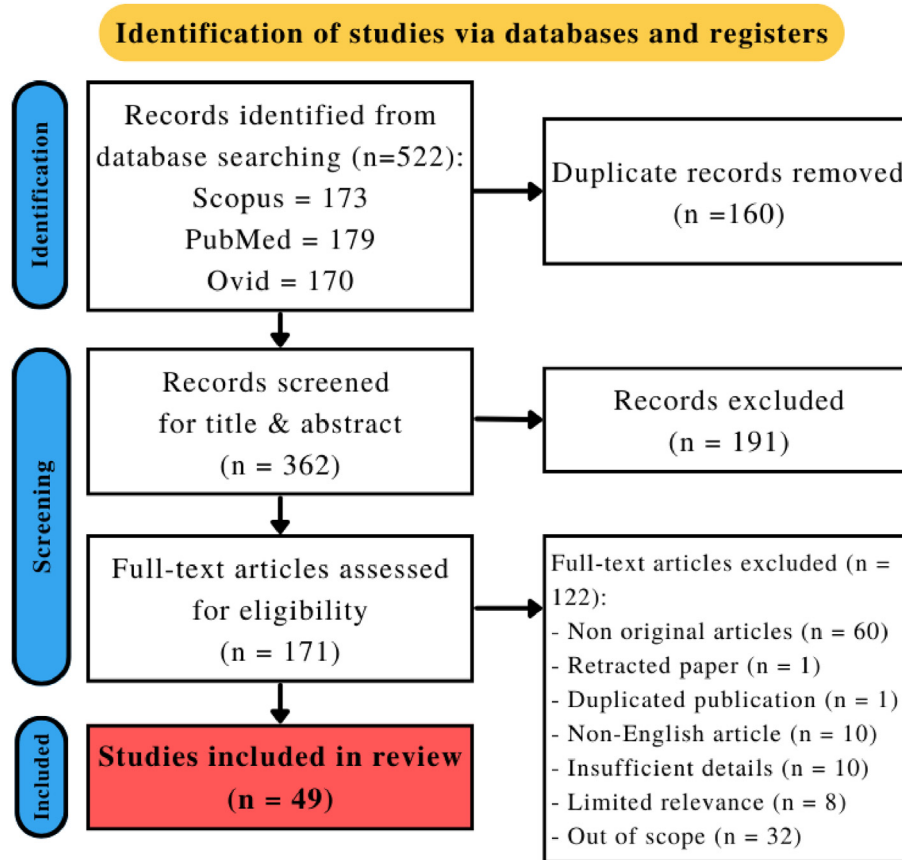 Identification of studies via databases and registers
Identification
Records identified from
database searching (n=522):
Scopus = 173
PubMed = 179
Ovid = 170
Duplicate records removed
(n =160)
Screening
Records screened
for title & abstract
(n = 362)
Records excluded
(n = 191)
Full-text articles assessed
for eligibility
(n = 171)
Full-text articles excluded (n =
122):
- Non original articles (n = 60)
- Retracted paper (n = 1)
- Duplicated publication (n = 1)
- Non-English article (n = 10)
- Insufficient details (n = 10)
- Limited relevance (n = 8)
- Out of scope (n = 32)
Included
Studies included in review
(n = 49)